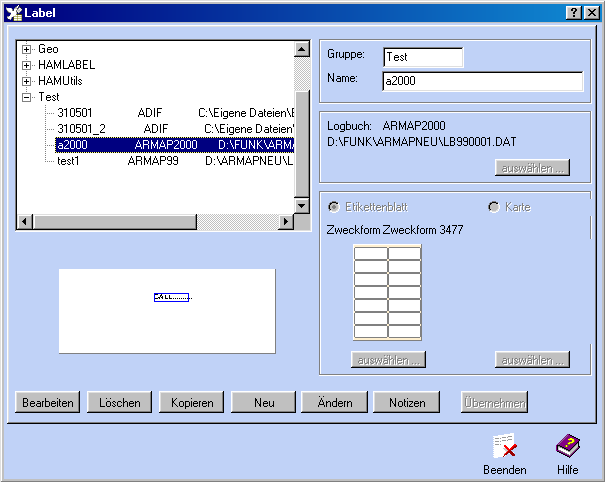 Label
Geo
HAMLABEL
HAMUtils
Test
310501 ADIF C:\Eigene Dateien\
310501_2 ADIF C:\Eigene Dateie
a2000 ARMAP2000 D:\FUNK\ARMA
test1 ARMAP99 D:\ARMAPNEU\L
Gruppe: Test
Name: a2000
Logbuch: ARMAP2000
D:\FUNK\ARMAPNEU\LB990001.DAT
auswählen ...
Etikettenblatt Karte
Zweckform Zweckform 3477
auswählen ... auswählen ...
CALL..........
Bearbeiten Löschen Kopieren Neu Ändern Notizen Übernehmen
Beenden Hilfe